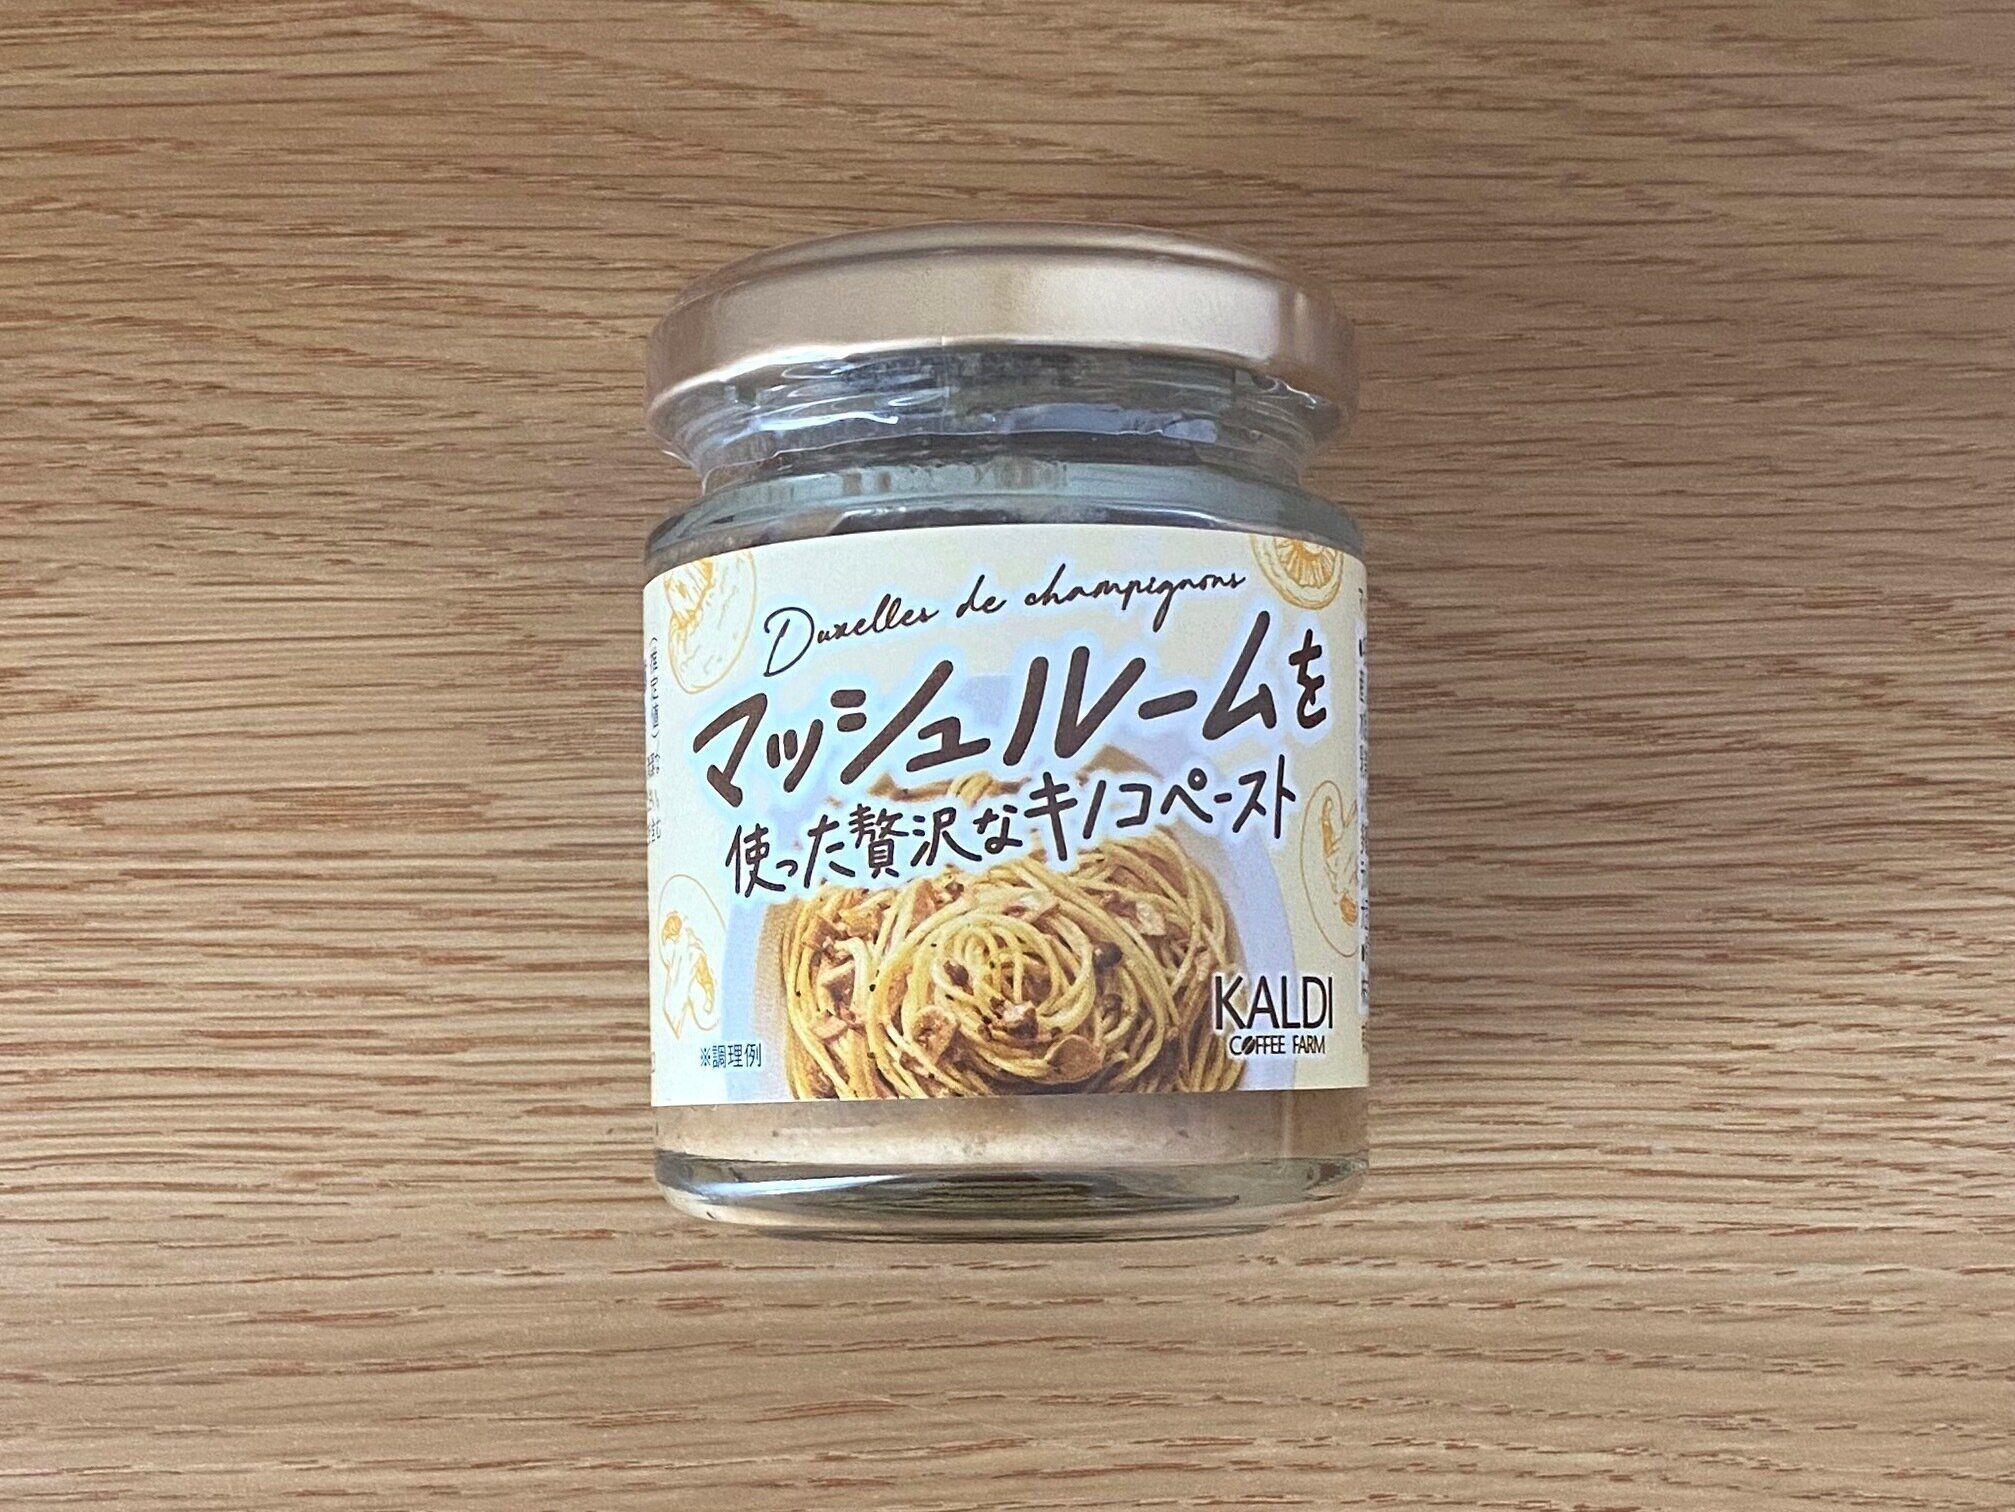 Duxelles de champignons
マッシュルームを
使った贅沢なキノコペースト
KALDI
COFFEE FARM
※調理例